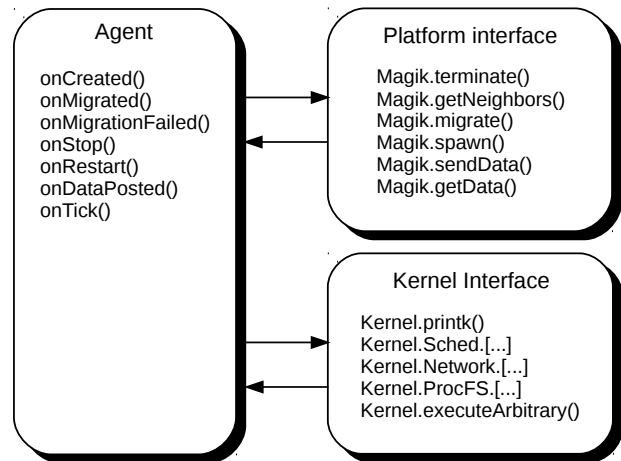 Agent
onCreated()
onMigrated()
onMigrationFailed()
onStop()
onRestart()
onDataPosted()
onTick()
Platform interface
Magik.terminate()
Magik.getNeighbors()
Magik.migrate()
Magik.spawn()
Magik.sendData()
Magik.getData()
Kernel Interface
Kernel.printk()
Kernel.Sched.[...]
Kernel.Network.[...]
Kernel.ProcFS.[...]
Kernel.executeArbitrary()